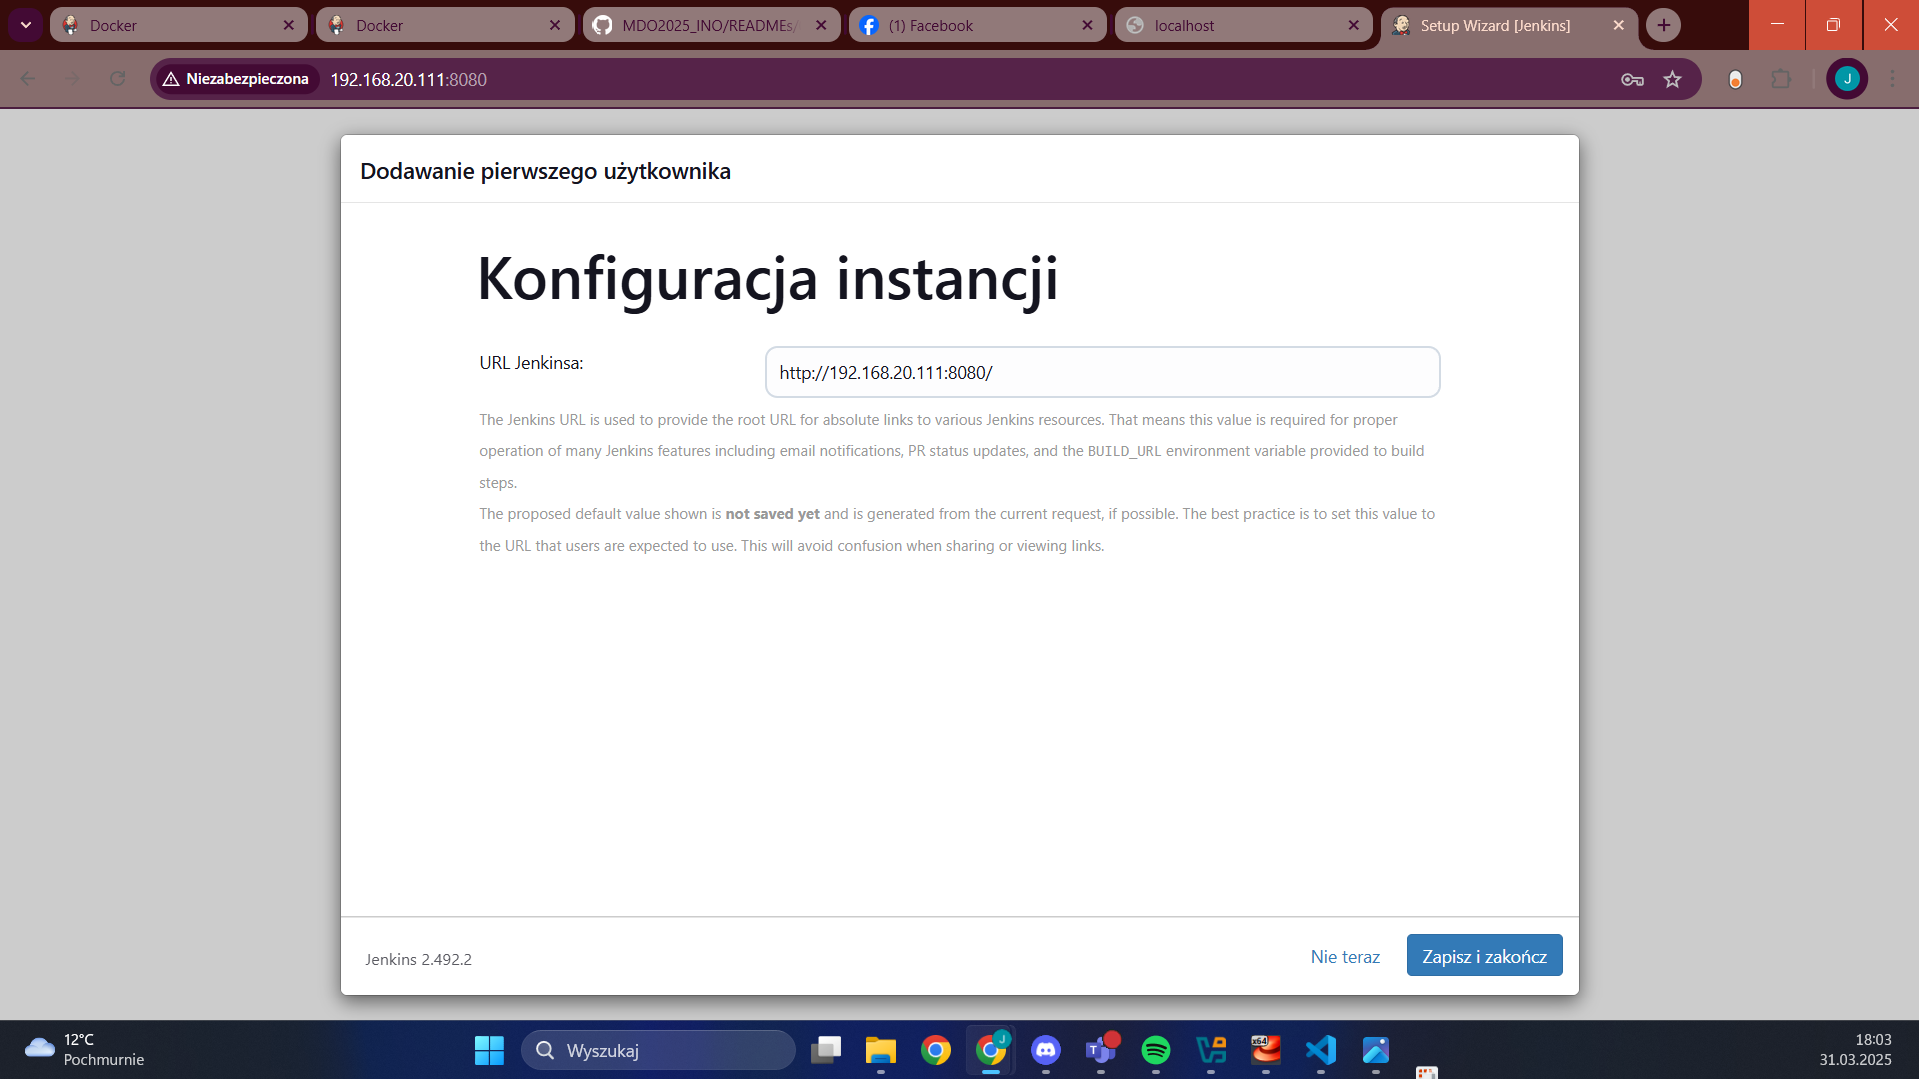 Docker
Docker
MDO2025_INO/READMEs/
(1) Facebook
localhost
Setup Wizard [Jenkins]
Niezabezpieczona
192.168.20.111:8080
J
Dodawanie pierwszego użytkownika
Konfiguracja instancji
URL Jenkinsa:
http://192.168.20.111:8080/
The Jenkins URL is used to provide the root URL for absolute links to various Jenkins resources. That means this value is required for proper
operation of many Jenkins features including email notifications, PR status updates, and the BUILD_URL environment variable provided to build
steps.
The proposed default value shown is not saved yet and is generated from the current request, if possible. The best practice is to set this value to
the URL that users are expected to use. This will avoid confusion when sharing or viewing links.
Jenkins 2.492.2
Nie teraz
Zapisz i zakończ
12°C
Pochmurnie
Wyszukaj
J
x64
18:03
31.03.2025